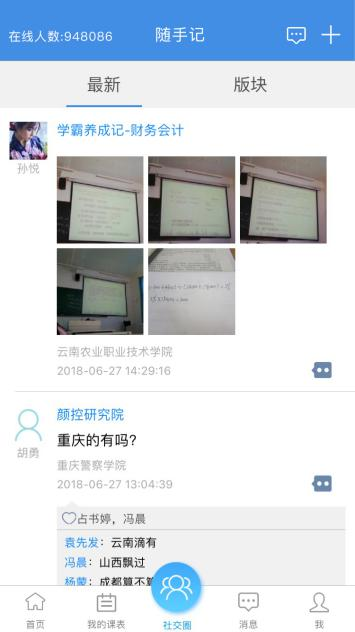 在线人数:948086
随手记
最新
版块
学霸养成记-财务会计
孙悦
云南农业职业技术学院
2018-06-27 14:29:16
颜控研究院
胡勇
重庆的有吗?
重庆警察学院
2018-06-27 13:04:39
占书婷，冯晨
袁先发：云南滴有
冯晨：山西飘过
杨蒙：成都算不算
首页
我的课表
社交圈
消息
我